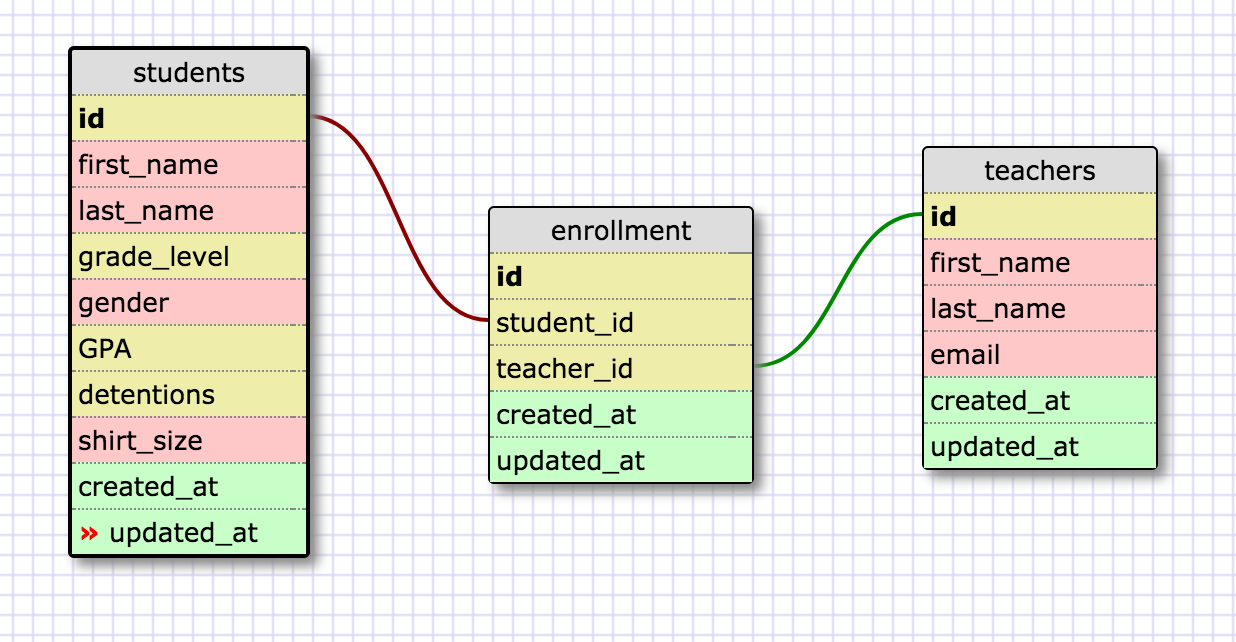 students
id
first_name
last_name
grade_level
gender
GPA
detentions
shirt_size
created_at
» updated_at
enrollment
id
student_id
teacher_id
created_at
updated_at
teachers
id
first_name
last_name
email
created_at
updated_at